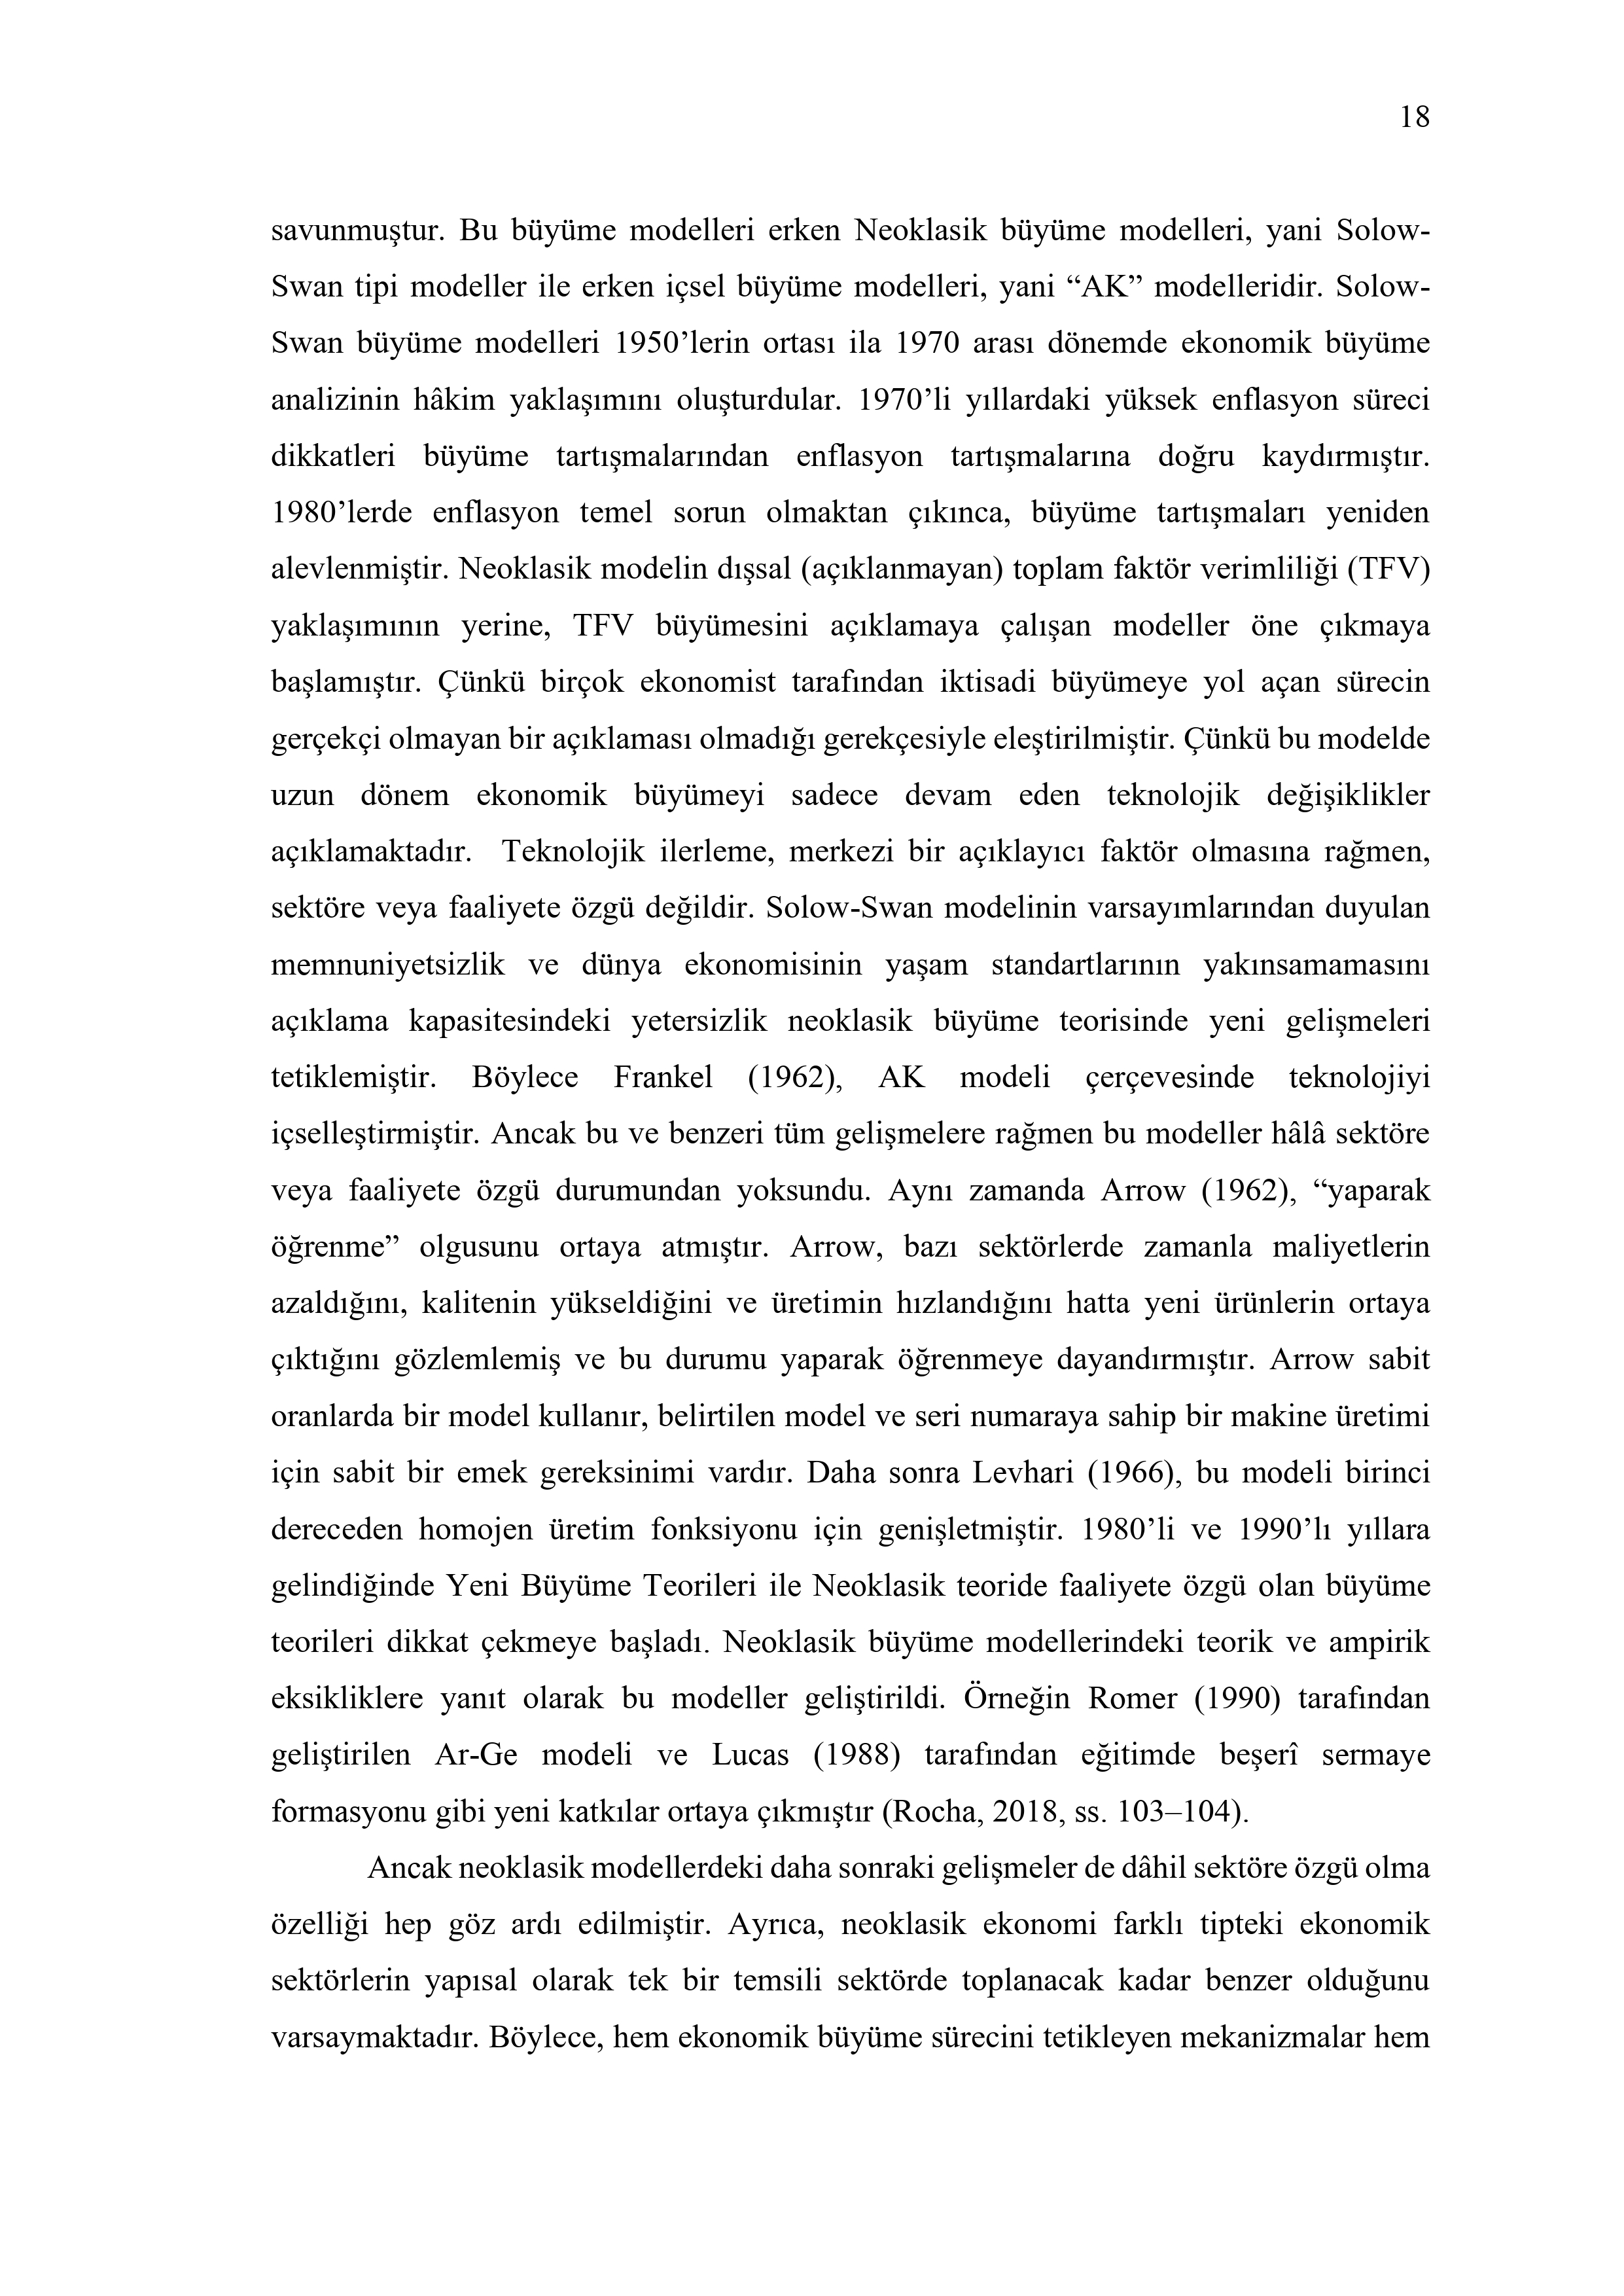 18
savunmuştur. Bu büyüme modelleri erken Neoklasik büyüme modelleri, yani Solow-
Swan tipi modeller ile erken içsel büyüme modelleri, yani “AK” modelleridir. Solow-
Swan büyüme modelleri 1950’lerin ortası ila 1970 arası dönemde ekonomik büyüme
analizinin hâkim yaklaşımını oluşturdular. 1970’li yıllardaki yüksek enflasyon süreci
dikkatleri büyüme tartışmalarından enflasyon tartışmalarına doğru kaydırmıştır.
1980’lerde enflasyon temel sorun olmaktan çıkınca, büyüme tartışmaları yeniden
alevlenmiştir. Neoklasik modelin dışsal (açıklanmayan) toplam faktör verimliliği (TFV)
yaklaşımının yerine, TFV büyümesini açıklamaya çalışan modeller öne çıkmaya
başlamıştır. Çünkü birçok ekonomist tarafından iktisadi büyümeye yol açan sürecin
gerçekçi olmayan bir açıklaması olmadığı gerekçesiyle eleştirilmiştir. Çünkü bu modelde
uzun dönem ekonomik büyümeyi sadece devam eden teknolojik değişiklikler
açıklamaktadır.  Teknolojik ilerleme, merkezi bir açıklayıcı faktör olmasına rağmen,
sektöre veya faaliyete özgü değildir. Solow-Swan modelinin varsayımlarından duyulan
memnuniyetsizlik ve dünya ekonomisinin yaşam standartlarının yakınsamamasını
açıklama kapasitesindeki yetersizlik neoklasik büyüme teorisinde yeni gelişmeleri
tetiklemiştir. Böylece Frankel (1962), AK modeli çerçevesinde teknolojiyi
içselleştirmiştir. Ancak bu ve benzeri tüm gelişmelere rağmen bu modeller hâlâ sektöre
veya faaliyete özgü durumundan yoksundu. Aynı zamanda Arrow (1962), “yaparak
öğrenme” olgusunu ortaya atmıştır. Arrow, bazı sektörlerde zamanla maliyetlerin
azaldığını, kalitenin yükseldiğini ve üretimin hızlandığını hatta yeni ürünlerin ortaya
çıktığını gözlemlemiş ve bu durumu yaparak öğrenmeye dayandırmıştır. Arrow sabit
oranlarda bir model kullanır, belirtilen model ve seri numaraya sahip bir makine üretimi
için sabit bir emek gereksinimi vardır. Daha sonra Levhari (1966), bu modeli birinci
dereceden homojen üretim fonksiyonu için genişletmiştir. 1980’li ve 1990’lı yıllara
gelindiğinde Yeni Büyüme Teorileri ile Neoklasik teoride faaliyete özgü olan büyüme
teorileri dikkat çekmeye başladı. Neoklasik büyüme modellerindeki teorik ve ampirik
eksikliklere yanıt olarak bu modeller geliştirildi. Örneğin Romer (1990) tarafından
geliştirilen Ar-Ge modeli ve Lucas (1988) tarafından eğitimde beşerî sermaye
formasyonu gibi yeni katkılar ortaya çıkmıştır (Rocha, 2018, ss. 103–104).
Ancak neoklasik modellerdeki daha sonraki gelişmeler de dâhil sektöre özgü olma
özelliği hep göz ardı edilmiştir. Ayrıca, neoklasik ekonomi farklı tipteki ekonomik
sektörlerin yapısal olarak tek bir temsili sektörde toplanacak kadar benzer olduğunu
varsaymaktadır. Böylece, hem ekonomik büyüme sürecini tetikleyen mekanizmalar hem